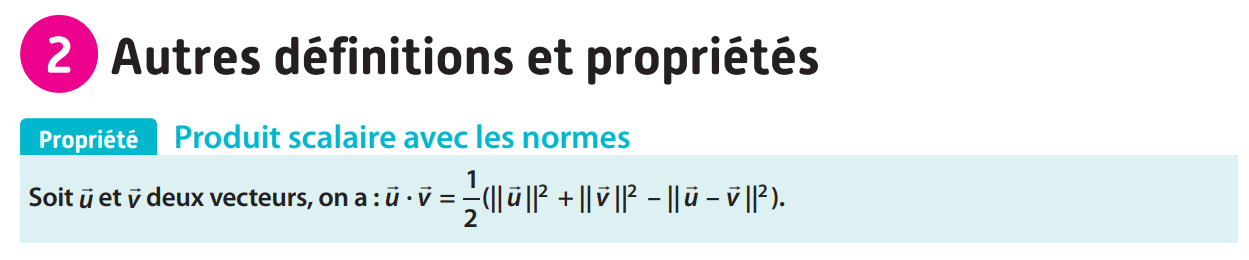 2 Autres définitions et propriétés
Propriété Produit scalaire avec les normes
Soit u⃗ et v⃗ deux vecteurs, on a : u⃗ · v⃗ = 1/2 (|| u⃗ ||² + || v⃗ ||² – || u⃗ – v⃗ ||²).